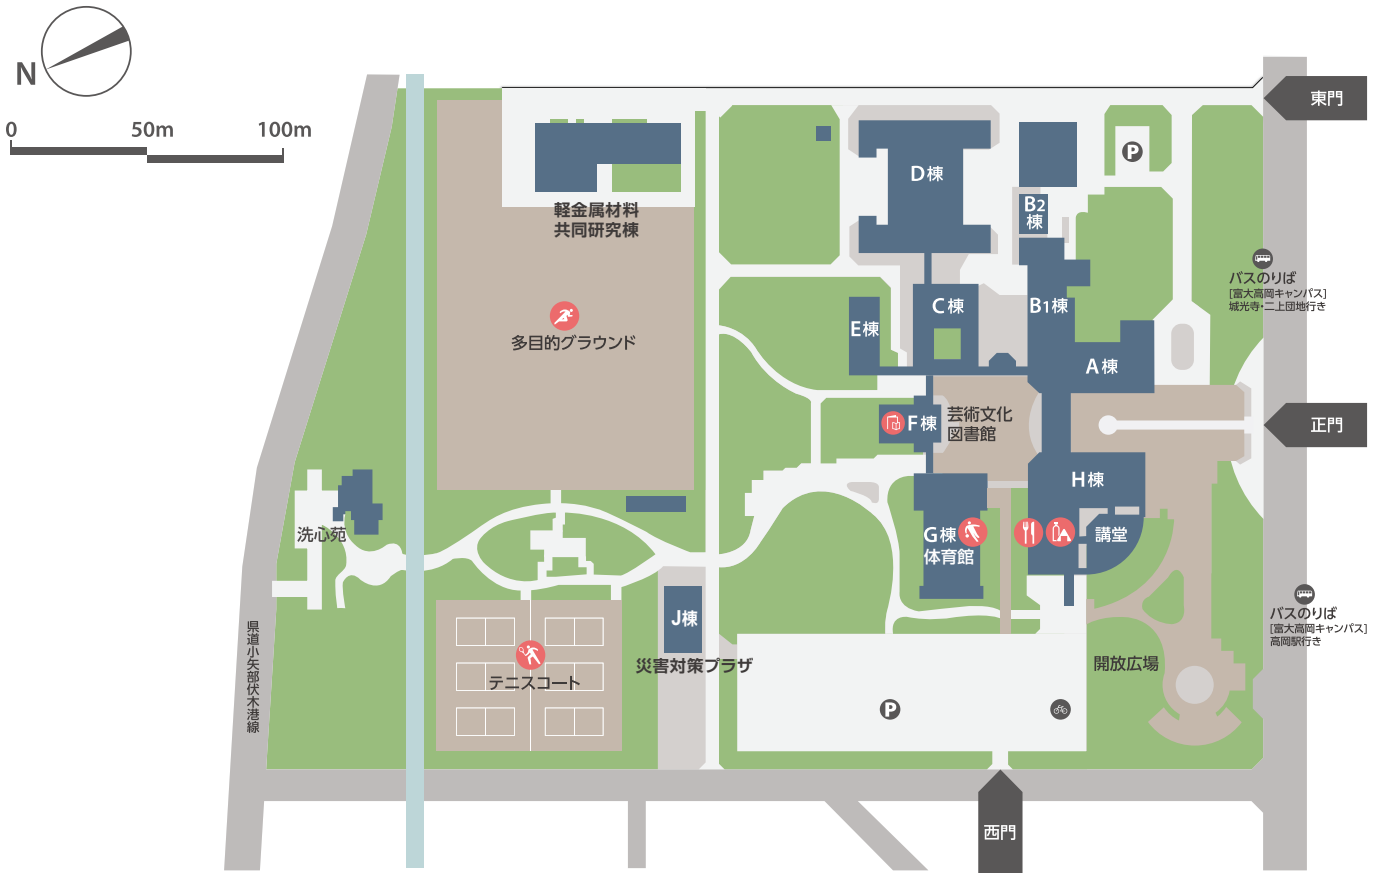 N
0
50m
100m
東門
P
D棟
B2
棟
軽金属材料
共同研究棟
バスのりば
[富大高岡キャンパス]
城光寺・二上団地行き
C棟
B1棟
E棟
多目的グラウンド
A棟
芸術文化
図書館
F棟
正門
H棟
洗心苑
G棟
体育館
講堂
バスのりば
[富大高岡キャンパス]
高岡駅行き
J棟
県道小矢部伏木港線
災害対策プラザ
開放広場
テニスコート
P
西門